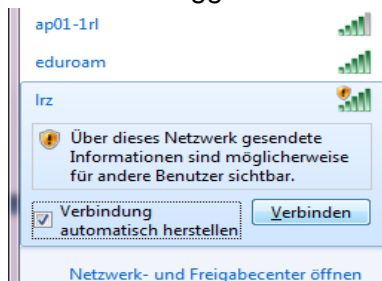 ap01-1rl
eduroam
lrz
Über dieses Netzwerk gesendete
Informationen sind möglicherweise
für andere Benutzer sichtbar.
Verbindung
automatisch herstellen
Verbinden
Netzwerk- und Freigabecenter öffnen